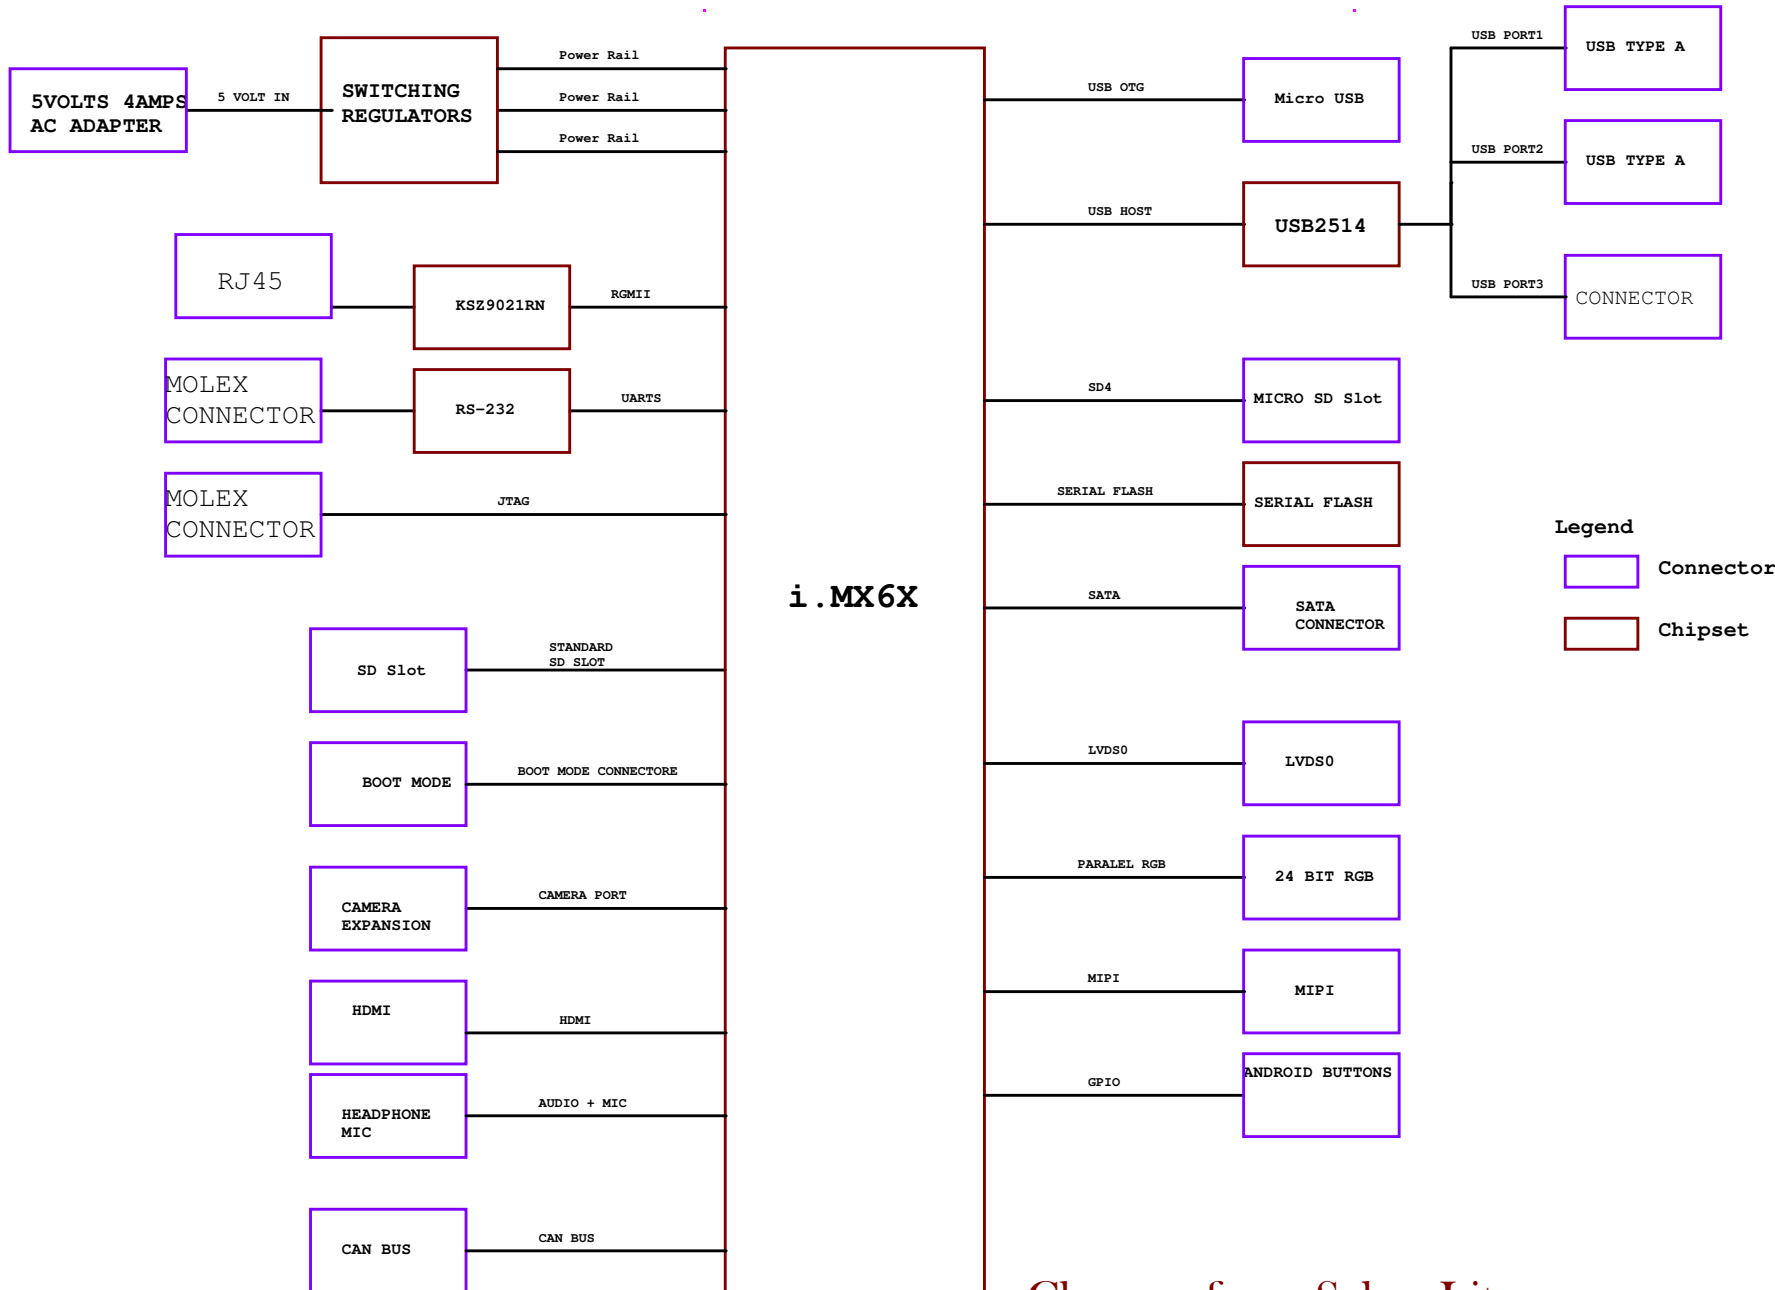 5VOLTS 4AMPS
AC ADAPTER
5 VOLT IN
SWITCHING
REGULATORS
Power Rail
Power Rail
Power Rail
RJ45
KSZ9021RN
RGMII
MOLEX
CONNECTOR
RS-232
UARTS
MOLEX
CONNECTOR
JTAG
SD Slot
STANDARD
SD SLOT
BOOT MODE
BOOT MODE CONNECTORE
CAMERA
EXPANSION
CAMERA PORT
HDMI
HDMI
HEADPHONE
MIC
AUDIO + MIC
CAN BUS
CAN BUS
i.MX6X
USB OTG
Micro USB
USB HOST
USB2514
USB PORT1
USB TYPE A
USB PORT2
USB TYPE A
USB PORT3
CONNECTOR
SD4
MICRO SD Slot
SERIAL FLASH
SERIAL FLASH
SATA
SATA
CONNECTOR
LVDS0
LVDS0
PARALEL RGB
24 BIT RGB
MIPI
MIPI
GPIO
ANDROID BUTTONS
Legend
Connector
Chipset